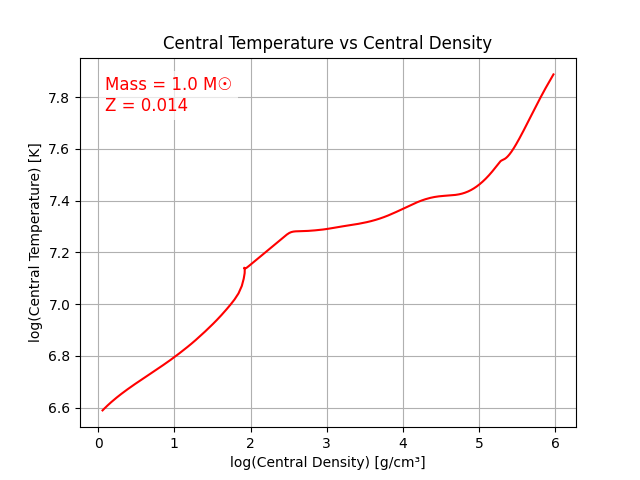 Central Temperature vs Central Density
Mass = 1.0 M☉
Z = 0.014
log(Central Temperature) [K]
7.8
7.6
7.4
7.2
7.0
6.8
6.6
0 1 2 3 4 5 6
log(Central Density) [g/cm³]